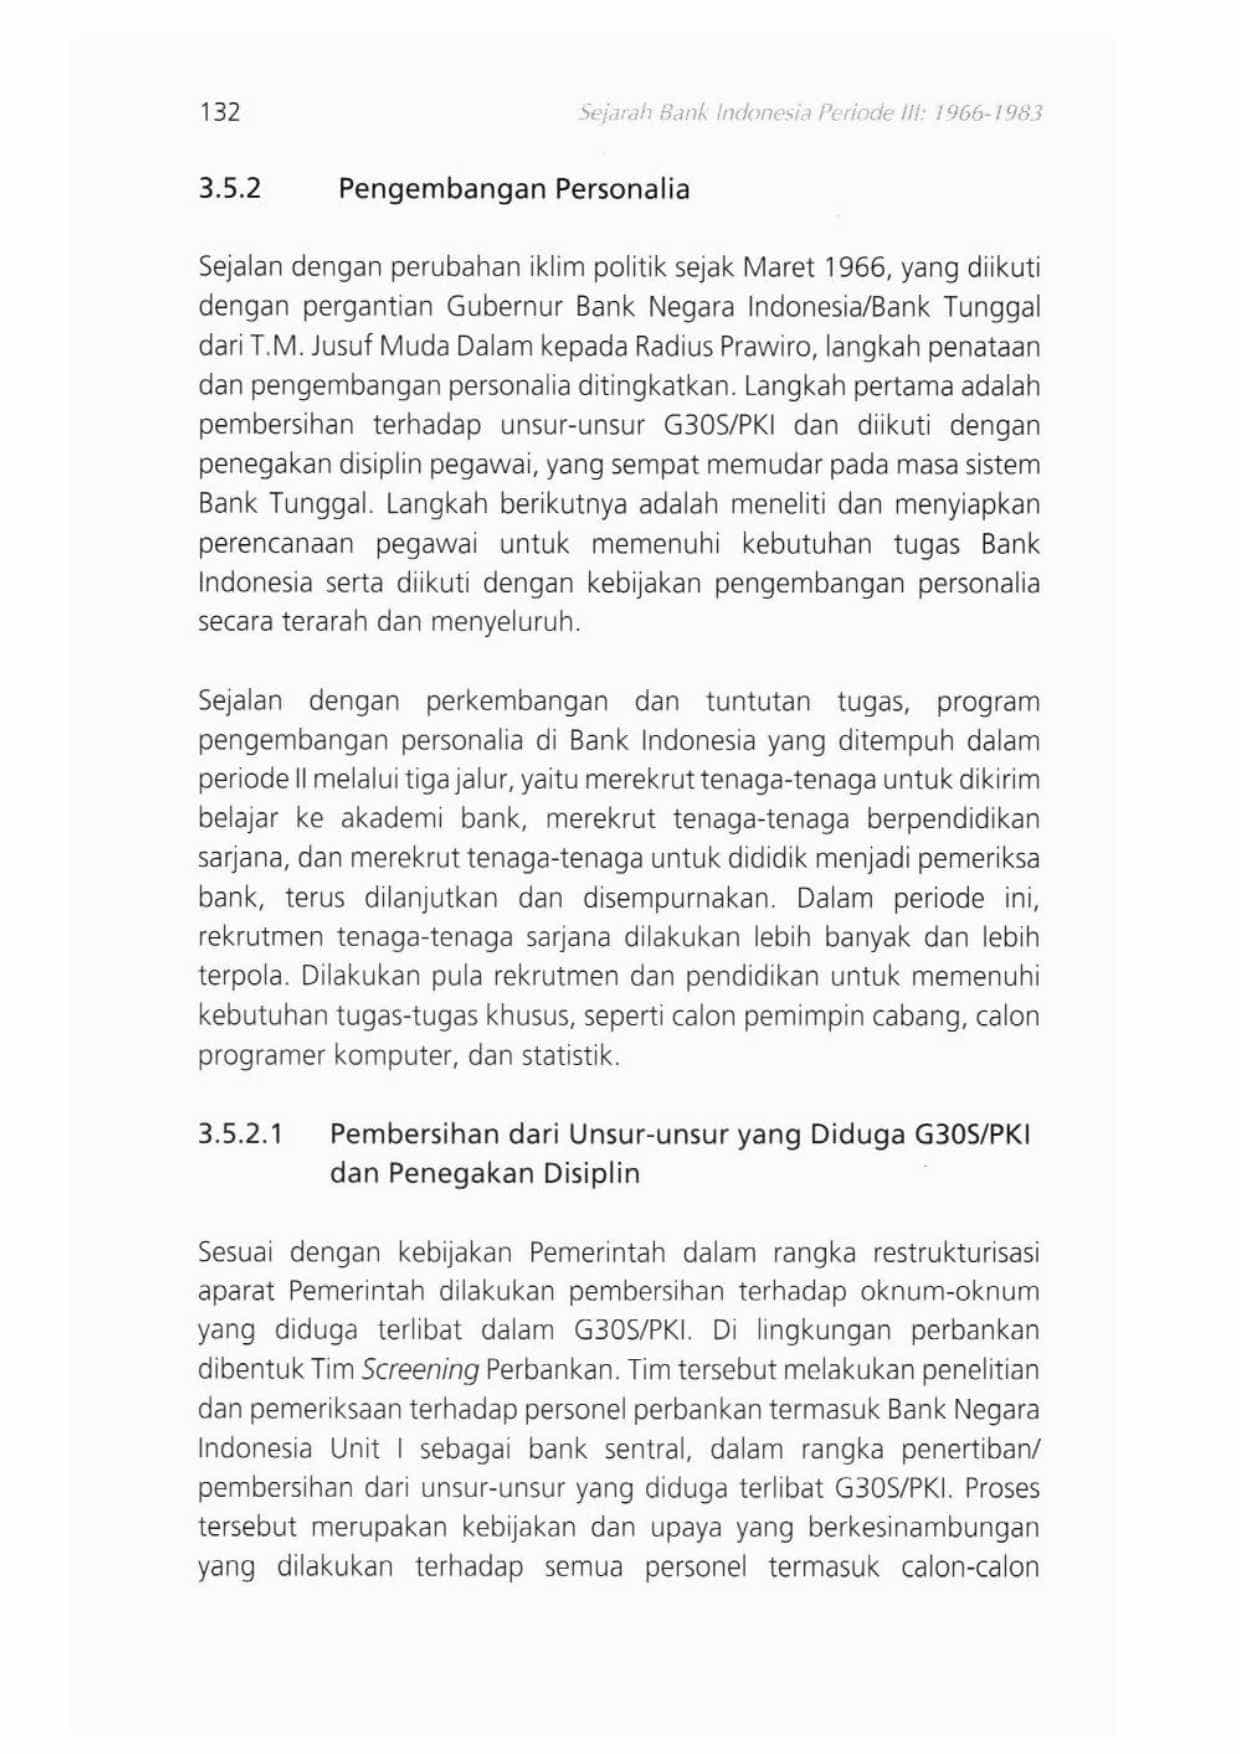 132
Sejarah Bank Indonesia Periode III: 1966-1983
3.5.2 Pengembangan Personalia
Sejalan dengan perubahan iklim politik sejak Maret 1966, yang diikuti
dengan pergantian Gubernur Bank Negara Indonesia/Bank Tunggal
dari T.M. Jusuf Muda Dalam kepada Radius Prawiro, langkah penataan
dan pengembangan personalia ditingkatkan. Langkah pertama adalah
pembersihan terhadap unsur-unsur G30S/PKI dan diikuti dengan
penegakan disiplin pegawai, yang sempat memudar pada masa sistem
Bank Tunggal. Langkah berikutnya adalah meneliti dan menyiapkan
perencanaan pegawai untuk memenuhi kebutuhan tugas Bank
Indonesia serta diikuti dengan kebijakan pengembangan personalia
secara terarah dan menyeluruh.
Sejalan dengan perkembangan dan tuntutan tugas, program
pengembangan personalia di Bank Indonesia yang ditempuh dalam
periode II melalui tiga jalur, yaitu merekrut tenaga-tenaga untuk dikirim
belajar ke akademi bank, merekrut tenaga-tenaga berpendidikan
sarjana, dan merekrut tenaga-tenaga untuk dididik menjadi pemeriksa
bank, terus dilanjutkan dan disempurnakan. Dalam periode ini,
rekrutmen tenaga-tenaga sarjana dilakukan lebih banyak dan lebih
terpola. Dilakukan pula rekrutmen dan pendidikan untuk memenuhi
kebutuhan tugas-tugas khusus, seperti calon pemimpin cabang, calon
programer komputer, dan statistik.
3.5.2.1 Pembersihan dari Unsur-unsur yang Diduga G30S/PKI
dan Penegakan Disiplin
Sesuai dengan kebijakan Pemerintah dalam rangka restrukturisasi
aparat Pemerintah dilakukan pembersihan terhadap oknum-oknum
yang diduga terlibat dalam G30S/PKI. Di lingkungan perbankan
dibentuk Tim Screening Perbankan. Tim tersebut melakukan penelitian
dan pemeriksaan terhadap personel perbankan termasuk Bank Negara
Indonesia Unit I sebagai bank sentral, dalam rangka penertiban/
pembersihan dari unsur-unsur yang diduga terlibat G30S/PKI. Proses
tersebut merupakan kebijakan dan upaya yang berkesinambungan
yang dilakukan terhadap semua personel termasuk calon-calon